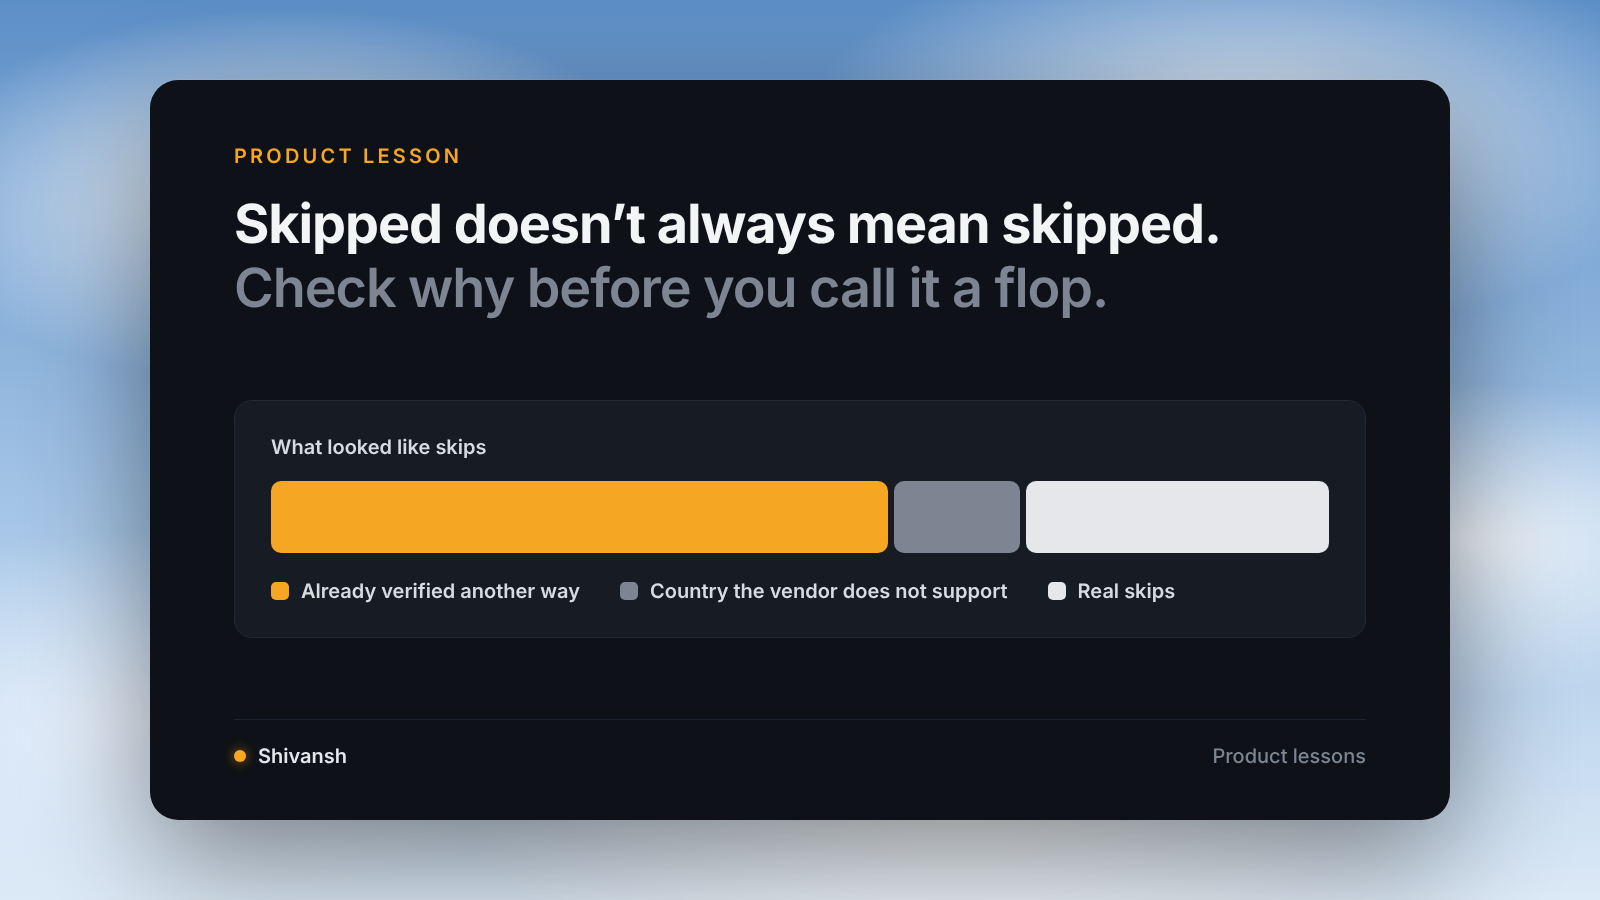 PRODUCT LESSON
Skipped doesn’t always mean skipped.
Check why before you call it a flop.
What looked like skips
Already verified another way
Country the vendor does not support
Real skips
Shivansh
Product lessons